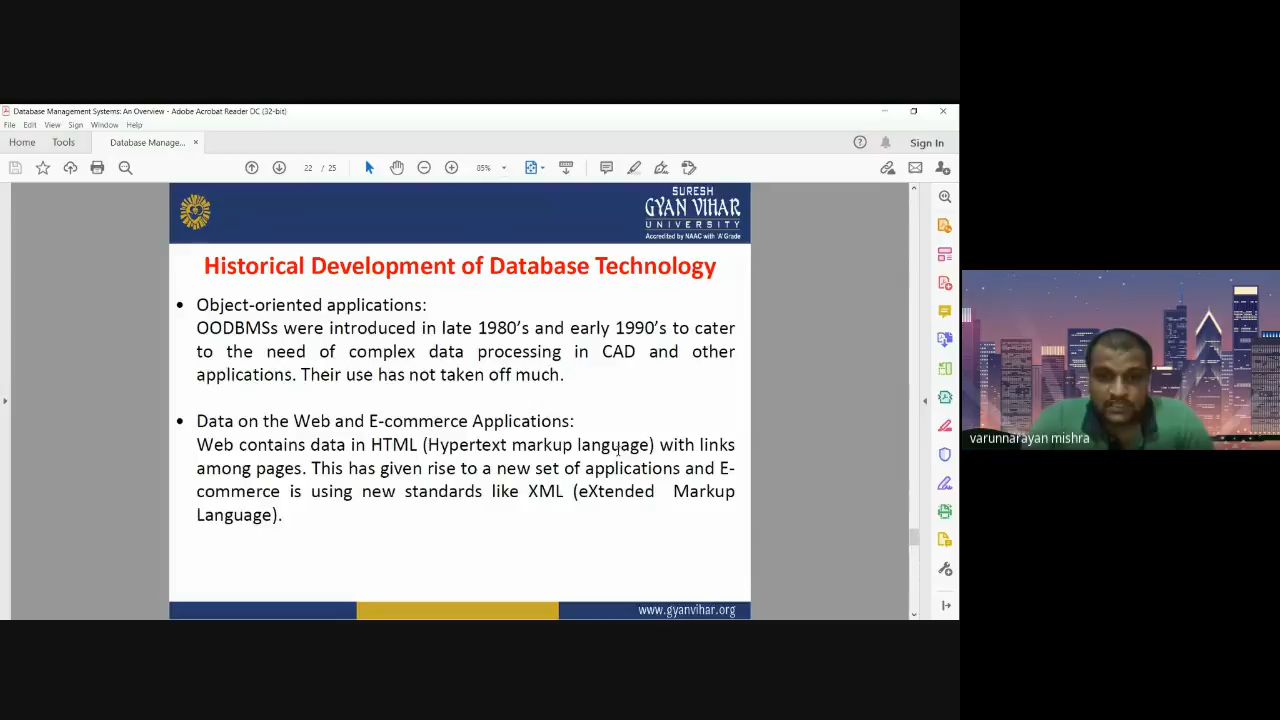 Database Management Systems: An Overview - Adobe Acrobat Reader DC (32-bit)
File Edit View Sign Window Help
Home Tools Database Manage... × Sign In
22 / 25 85%
SURESH
GYAN VIHAR
UNIVERSITY
Accredited by NAAC with 'A' Grade
Historical Development of Database Technology
• Object-oriented applications:
OODBMSs were introduced in late 1980's and early 1990's to cater
to the need of complex data processing in CAD and other
applications. Their use has not taken off much.
• Data on the Web and E-commerce Applications:
Web contains data in HTML (Hypertext markup language) with links
among pages. This has given rise to a new set of applications and E-
commerce is using new standards like XML (eXtended Markup
Language).
www.gyanvihar.org
varunnarayan mishra